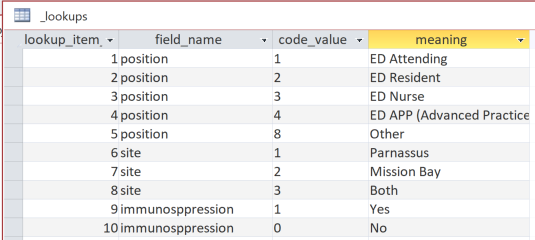 _lookups
lookup_item_ field_name code_value meaning
1 position 1 ED Attending
2 position 2 ED Resident
3 position 3 ED Nurse
4 position 4 ED APP (Advanced Practice
5 position 8 Other
6 site 1 Parnassus
7 site 2 Mission Bay
8 site 3 Both
9 immunosppression 1 Yes
10 immunosppression 0 No